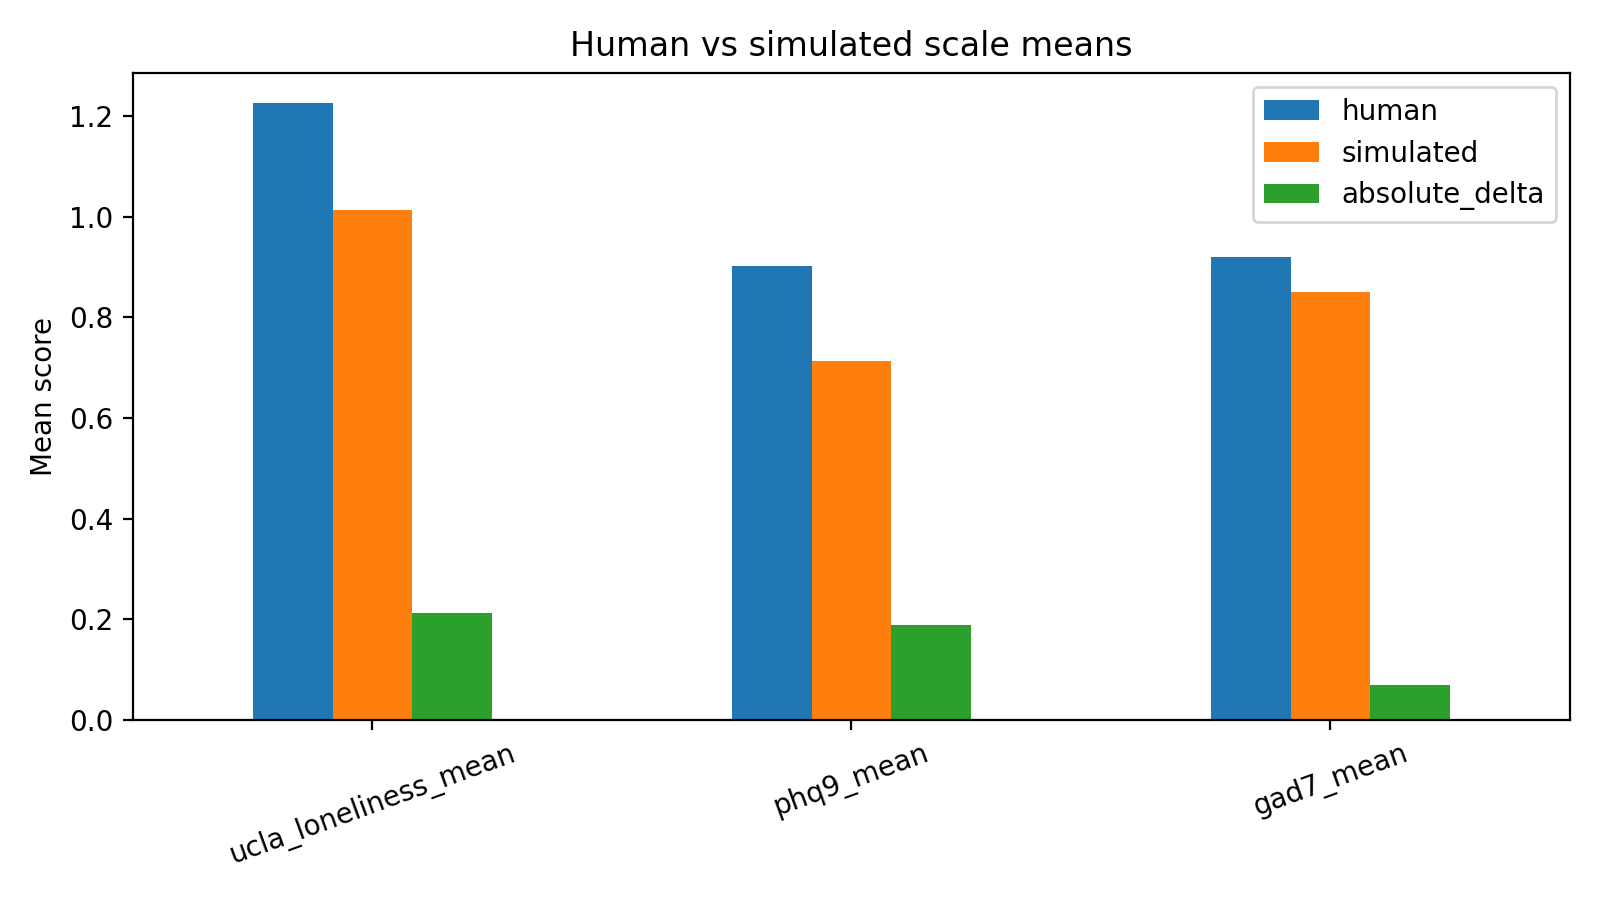 Human vs simulated scale means
human
simulated
absolute_delta
Mean score
1.2
1.0
0.8
0.6
0.4
0.2
0.0
ucla_loneliness_mean
phq9_mean
gad7_mean